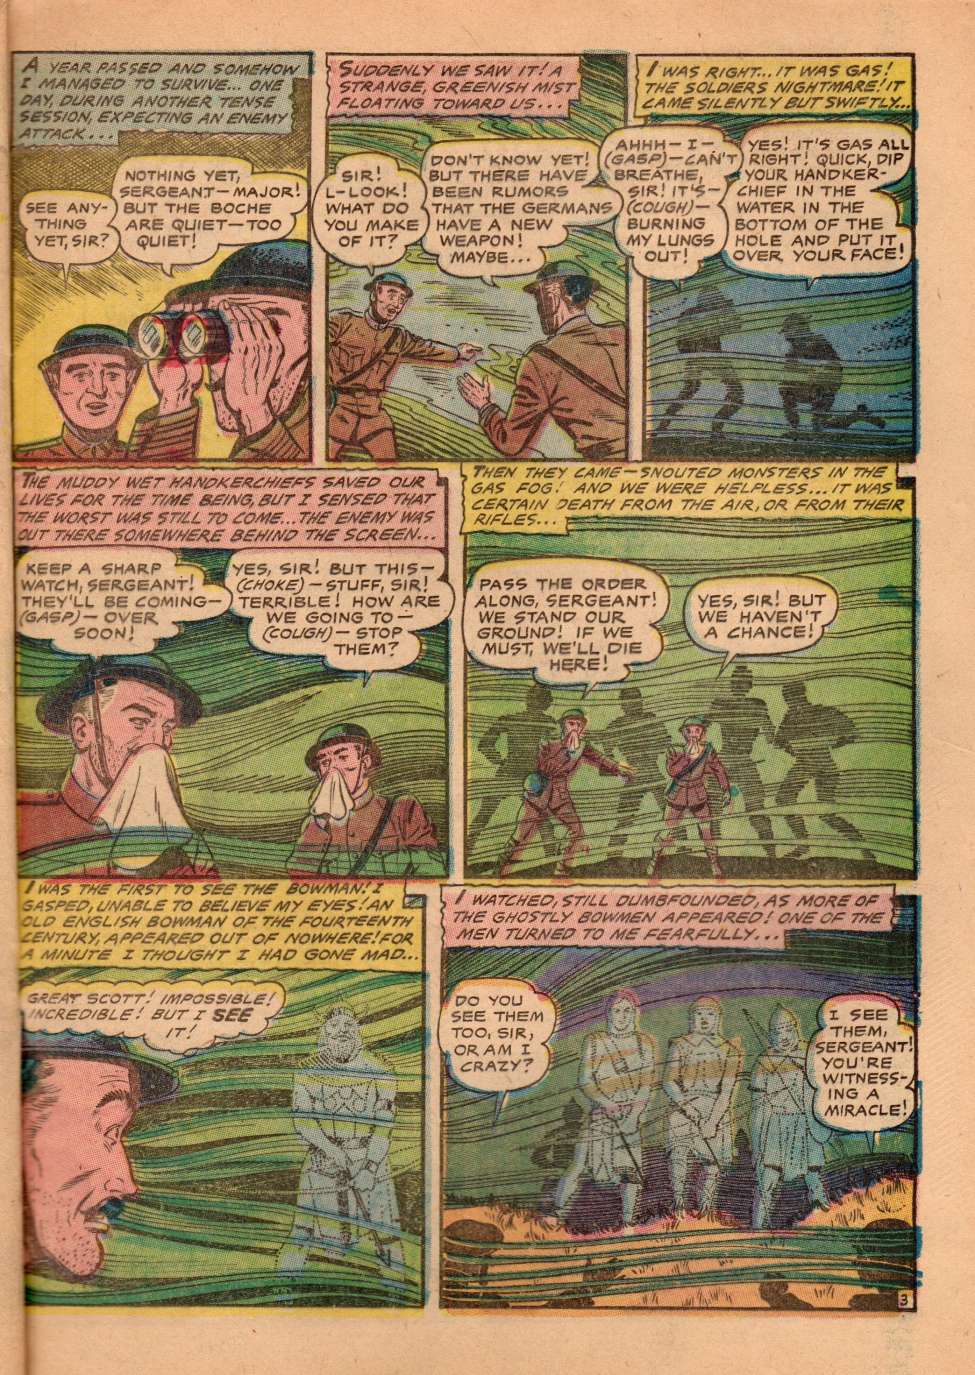 A YEAR PASSED AND SOMEHOW
I MANAGED TO SURVIVE... ONE
DAY, DURING ANOTHER TENSE
SESSION, EXPECTING AN ENEMY
ATTACK...
SEE ANY-
THING
YET, SIR?
NOTHING YET,
SERGEANT-MAJOR!
BUT THE BOCHE
ARE QUIET-TOO
QUIET!
SUDDENLY WE SAW IT! A
STRANGE, GREENISH MIST
FLOATING TOWARD US...
SIR!
L-LOOK!
WHAT DO
YOU MAKE
OF IT?
DON'T KNOW YET!
BUT THERE HAVE
BEEN RUMORS
THAT THE GERMANS
HAVE A NEW
WEAPON!
MAYBE...
I WAS RIGHT... IT WAS GAS!
THE SOLDIERS NIGHTMARE! IT
CAME SILENTLY BUT SWIFTLY...
AHHH-I-
(GASP)-CAN'T
BREATHE,
SIR! IT'S-
(COUGH)-
BURNING
MY LUNGS
OUT!
YES! IT'S GAS ALL
RIGHT! QUICK, DIP
YOUR HANDKER-
CHIEF IN THE
WATER IN THE
BOTTOM OF THE
HOLE AND PUT IT
OVER YOUR FACE!
THE MUDDY WET HANDKERCHIEFS SAVED OUR
LIVES FOR THE TIME BEING, BUT I SENSED THAT
THE WORST WAS STILL TO COME... THE ENEMY WAS
OUT THERE SOMEWHERE BEHIND THE SCREEN...
KEEP A SHARP
WATCH, SERGEANT!
THEY'LL BE COMING-
(GASP)-OVER
SOON!
YES, SIR! BUT THIS-
(CHOKE)-STUFF, SIR!
TERRIBLE! HOW ARE
WE GOING TO-
(COUGH)-STOP
THEM?
THEN THEY CAME-SNOUTED MONSTERS IN THE
GAS FOG! AND WE WERE HELPLESS... IT WAS
CERTAIN DEATH FROM THE AIR, OR FROM THEIR
RIFLES...
PASS THE ORDER
ALONG, SERGEANT!
WE STAND OUR
GROUND! IF WE
MUST, WE'LL DIE
HERE!
YES, SIR! BUT
WE HAVEN'T
A CHANCE!
I WAS THE FIRST TO SEE THE BOWMAN! I
GASPED, UNABLE TO BELIEVE MY EYES! AN
OLD ENGLISH BOWMAN OF THE FOURTEENTH
CENTURY, APPEARED OUT OF NOWHERE! FOR
A MINUTE I THOUGHT I HAD GONE MAD...
GREAT SCOTT! IMPOSSIBLE!
INCREDIBLE! BUT I SEE
IT!
I WATCHED, STILL DUMBFOUNDED, AS MORE OF
THE GHOSTLY BOWMEN APPEARED! ONE OF THE
MEN TURNED TO ME FEARFULLY...
DO YOU
SEE THEM
TOO, SIR,
OR AM I
CRAZY?
I SEE
THEM,
SERGEANT!
YOU'RE
WITNESS-
ING A
MIRACLE!
3